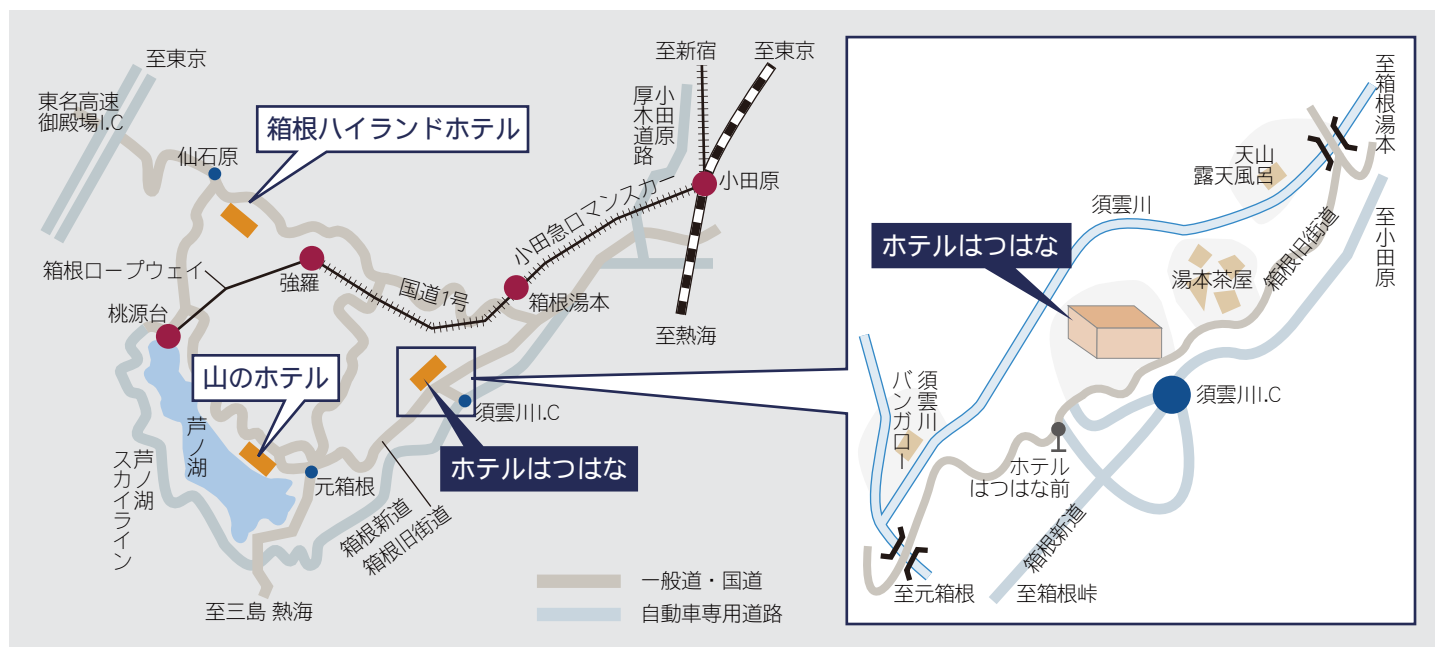 至東京
東名高速
御殿場I.C
箱根ハイランドホテル
仙石原
至新宿
至東京
小田原
厚木道路
小田原
小田急ロマンスカー
箱根ロープウェイ
強羅
国道1号
箱根湯本
桃源台
至熱海
山のホテル
須雲川I.C
芦ノ湖
芦ノ湖
スカイライン
元箱根
ホテルはつはな
箱根新道
箱根旧街道
至三島 熱海
一般道・国道
自動車専用道路
至箱根湯本
天山
露天風呂
須雲川
至小田原
ホテルはつはな
箱根旧街道
湯本茶屋
須雲川
バンガロー
須雲川I.C
ホテル
はつはな前
箱根新道
至元箱根
至箱根峠